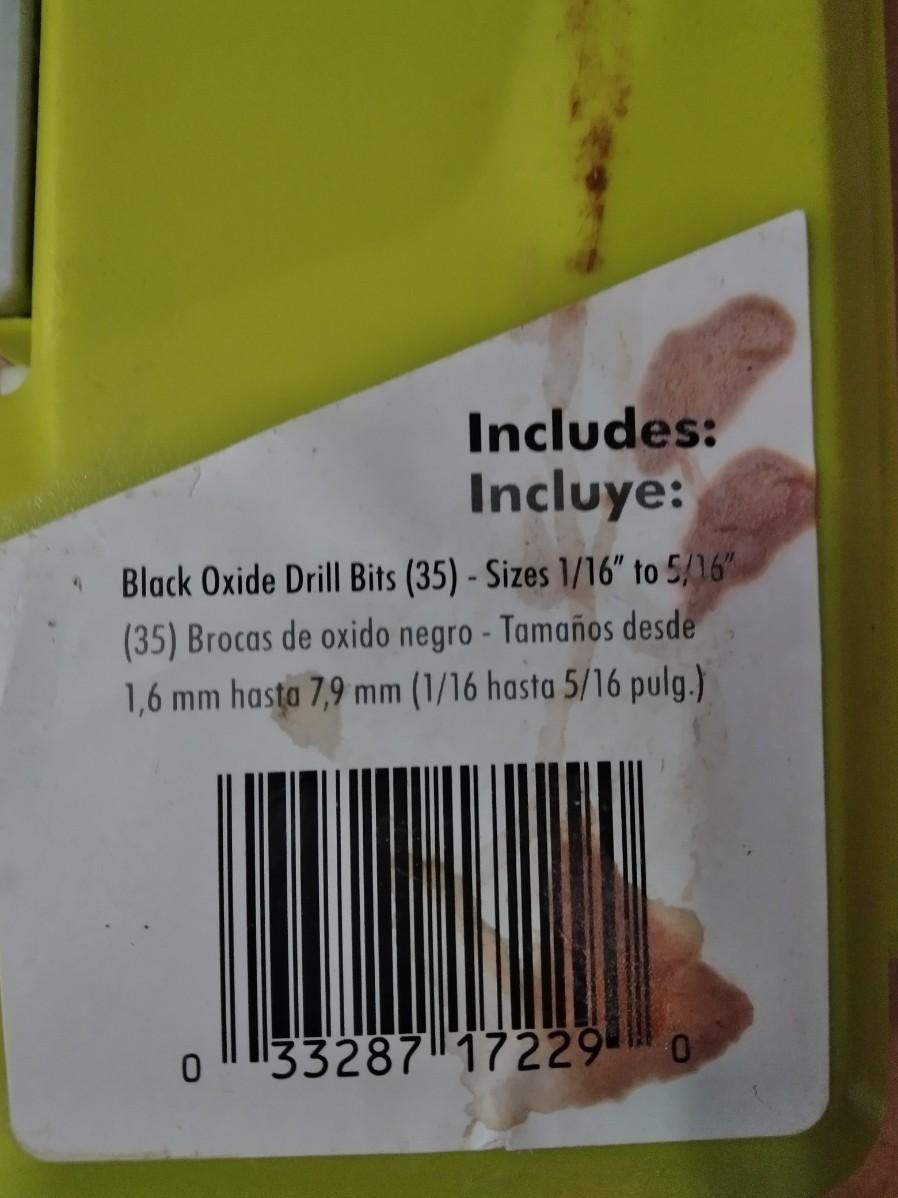 Includes:
Incluye:
Black Oxide Drill Bits (35) - Sizes 1/16" to 5/16"
(35) Brocas de oxido negro - Tamaños desde
1,6 mm hasta 7,9 mm (1/16 hasta 5/16 pulg.)
0 33287 17229 0